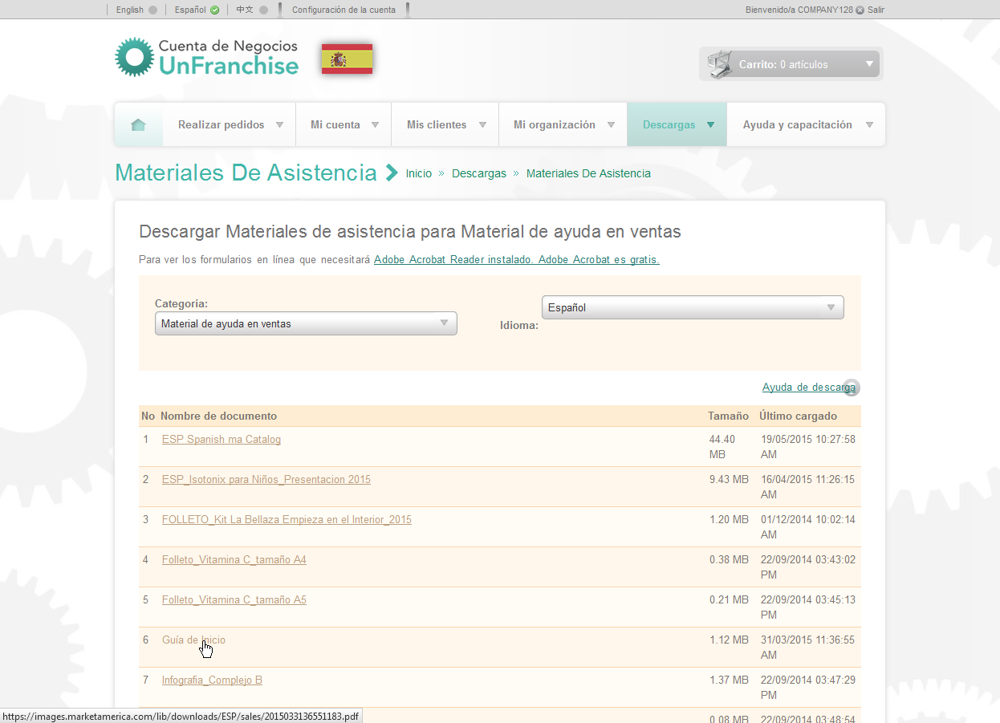 English Español 中文 Configuración de la cuenta Bienvenido/a COMPANY128 Salir
Cuenta de Negocios
UnFranchise
Carrito: 0 artículos
Realizar pedidos Mi cuenta Mis clientes Mi organización Descargas Ayuda y capacitación
Materiales De Asistencia Inicio » Descargas » Materiales De Asistencia
Descargar Materiales de asistencia para Material de ayuda en ventas
Para ver los formularios en línea que necesitará Adobe Acrobat Reader instalado. Adobe Acrobat es gratis.
Categoría:
Material de ayuda en ventas
Idioma:
Español
Ayuda de descarga
No Nombre de documento Tamaño Último cargado
1 ESP Spanish ma Catalog 44.40 MB 19/05/2015 10:27:58 AM
2 ESP_Isotonix para Niños_Presentacion 2015 9.43 MB 16/04/2015 11:26:15 AM
3 FOLLETO_Kit La Bellaza Empieza en el Interior_2015 1.20 MB 01/12/2014 10:02:14 AM
4 Folleto_Vitamina C_tamaño A4 0.38 MB 22/09/2014 03:43:02 PM
5 Folleto_Vitamina C_tamaño A5 0.21 MB 22/09/2014 03:45:13 PM
6 Guía de Inicio 1.12 MB 31/03/2015 11:36:55 AM
7 Infografia_Complejo B 1.37 MB 22/09/2014 03:47:29 PM
0.08 MB 22/09/2014 03:48:54
https://images.marketamerica.com/lib/downloads/ESP/sales/2015033136551183.pdf